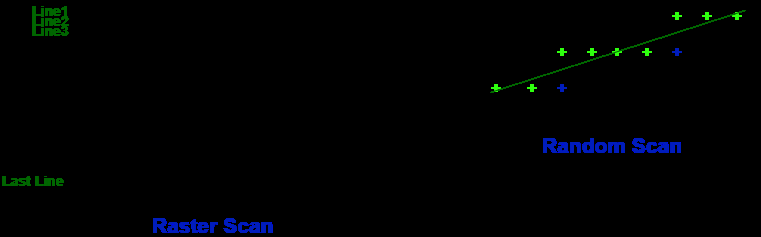 Line1
Line2
Line3
Random Scan
Last Line
Raster Scan